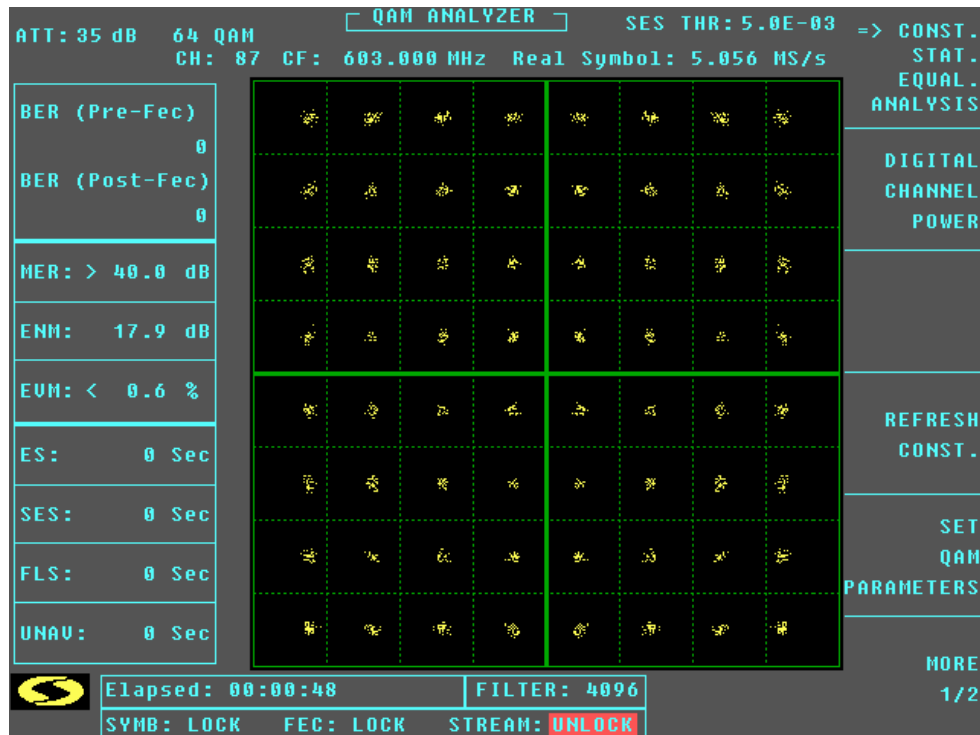 QAM ANALYZER
ATT: 35 dB 64 QAM SES THR: 5.0E-03
CH: 87 CF: 603.000 MHz Real Symbol: 5.056 MS/s
=> CONST.
STAT.
EQUAL.
ANALYSIS
BER (Pre-Fec)
0
BER (Post-Fec)
0
MER: > 40.0 dB
ENM: 17.9 dB
EVM: < 0.6 %
ES: 0 Sec
SES: 0 Sec
FLS: 0 Sec
UNAV: 0 Sec
DIGITAL
CHANNEL
POWER
REFRESH
CONST.
SET
QAM
PARAMETERS
MORE
1/2
Elapsed: 00:00:48 FILTER: 4096
SYMB: LOCK FEC: LOCK STREAM: UNLOCK